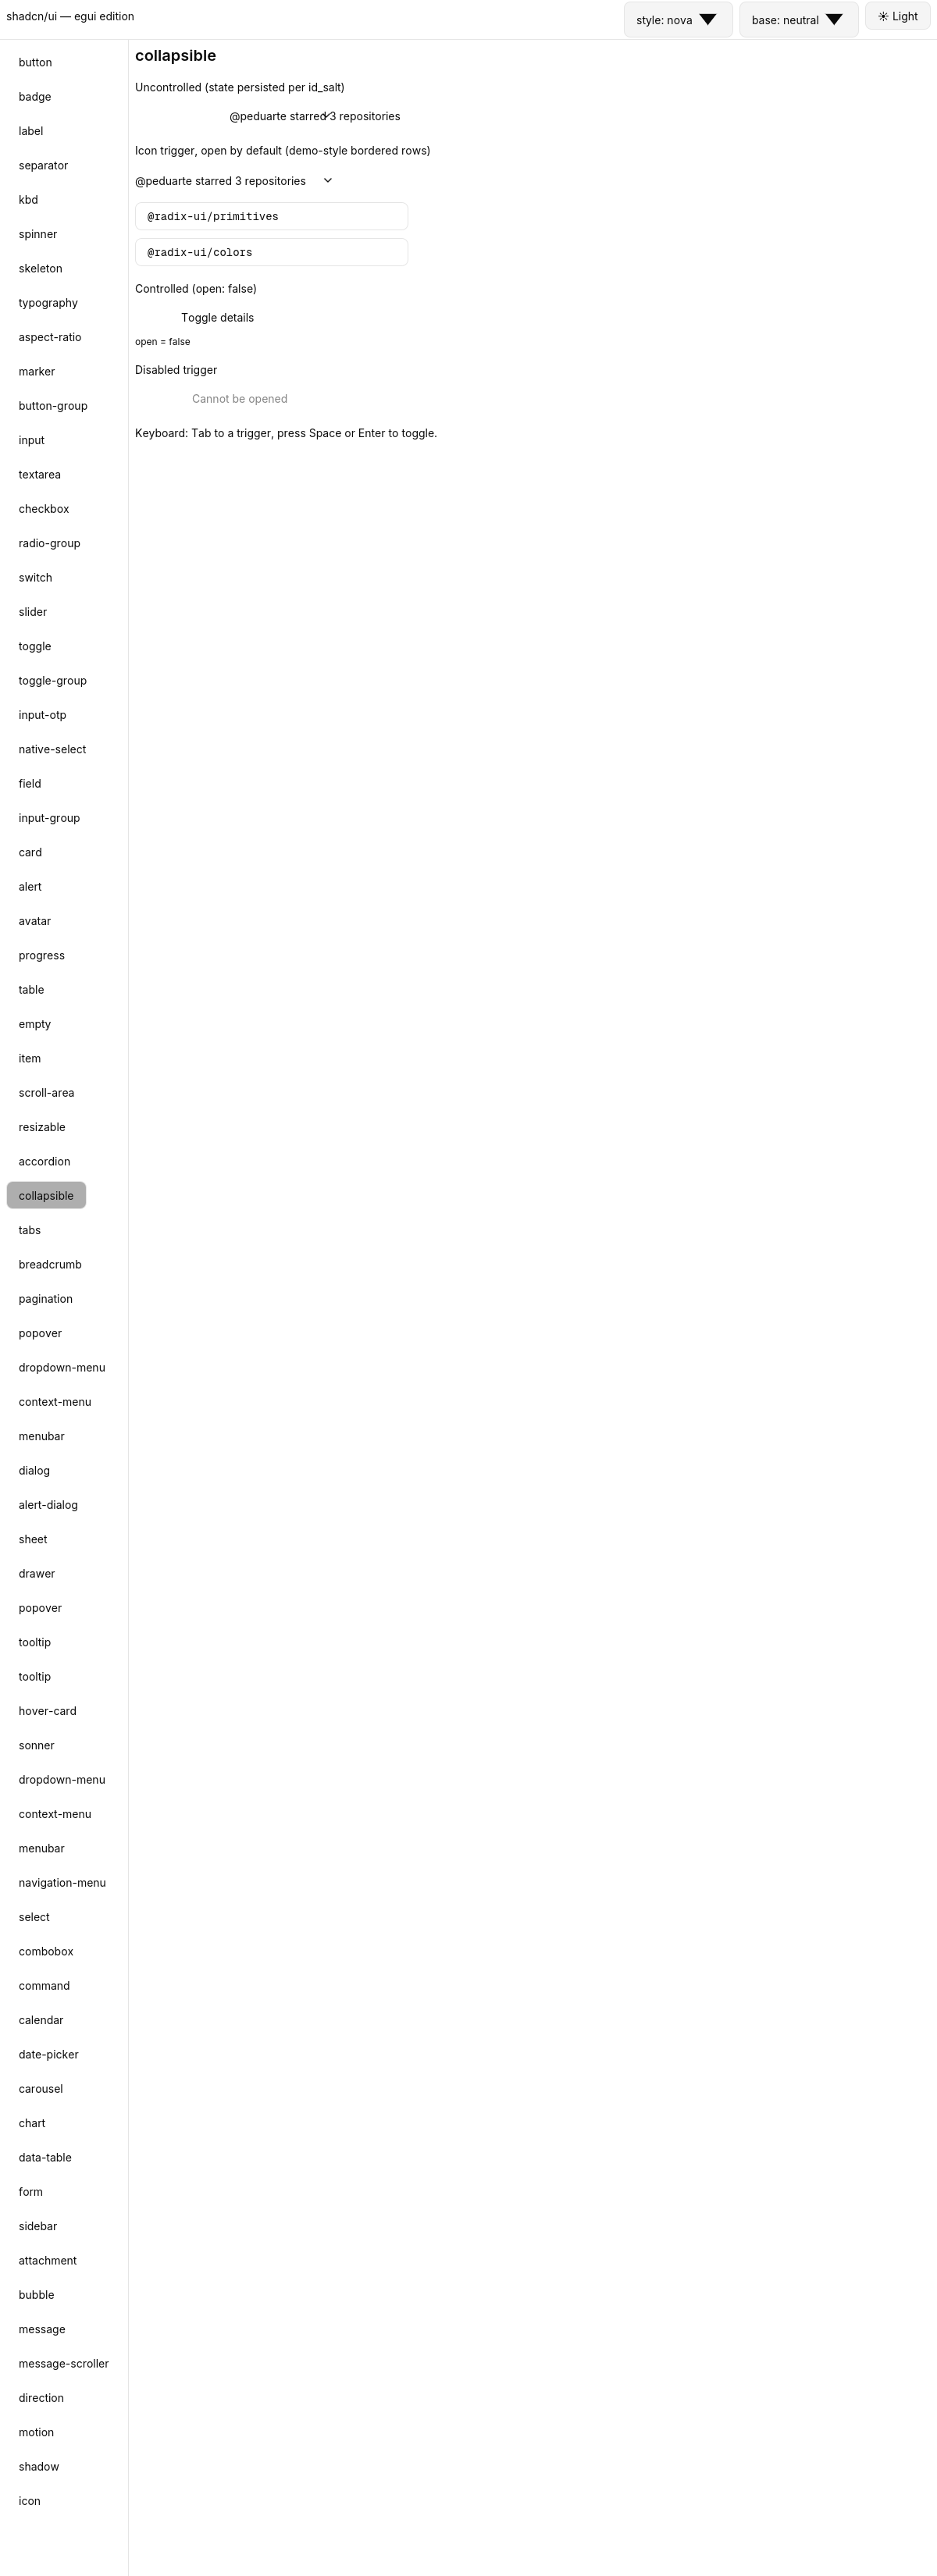 shadcn/ui — egui edition
style: nova
base: neutral
☀ Light
button
badge
label
separator
kbd
spinner
skeleton
typography
aspect-ratio
marker
button-group
input
textarea
checkbox
radio-group
switch
slider
toggle
toggle-group
input-otp
native-select
field
input-group
card
alert
avatar
progress
table
empty
item
scroll-area
resizable
accordion
collapsible
tabs
breadcrumb
pagination
popover
dropdown-menu
context-menu
menubar
dialog
alert-dialog
sheet
drawer
popover
tooltip
tooltip
hover-card
sonner
dropdown-menu
context-menu
menubar
navigation-menu
select
combobox
command
calendar
date-picker
carousel
chart
data-table
form
sidebar
attachment
bubble
message
message-scroller
direction
motion
shadow
icon
collapsible
Uncontrolled (state persisted per id_salt)
@peduarte starred 3 repositories
Icon trigger, open by default (demo-style bordered rows)
@peduarte starred 3 repositories
@radix-ui/primitives
@radix-ui/colors
Controlled (open: false)
Toggle details
open = false
Disabled trigger
Cannot be opened
Keyboard: Tab to a trigger, press Space or Enter to toggle.